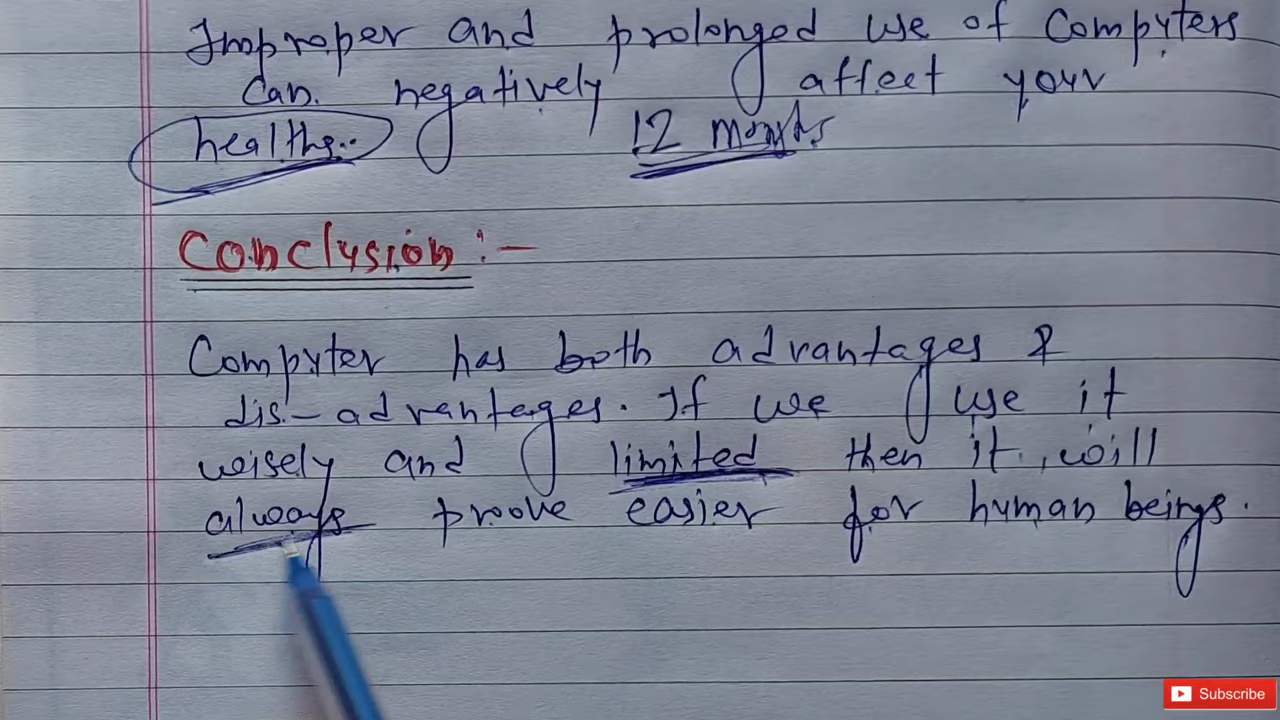 Improper and prolonged use of Computers
Can negatively affect your
health.
12 months
Conclusion :-
Computer has both advantages &
dis-advantages. If we use it
wisely and limited then it will
always proove easier for human beings.
Subscribe